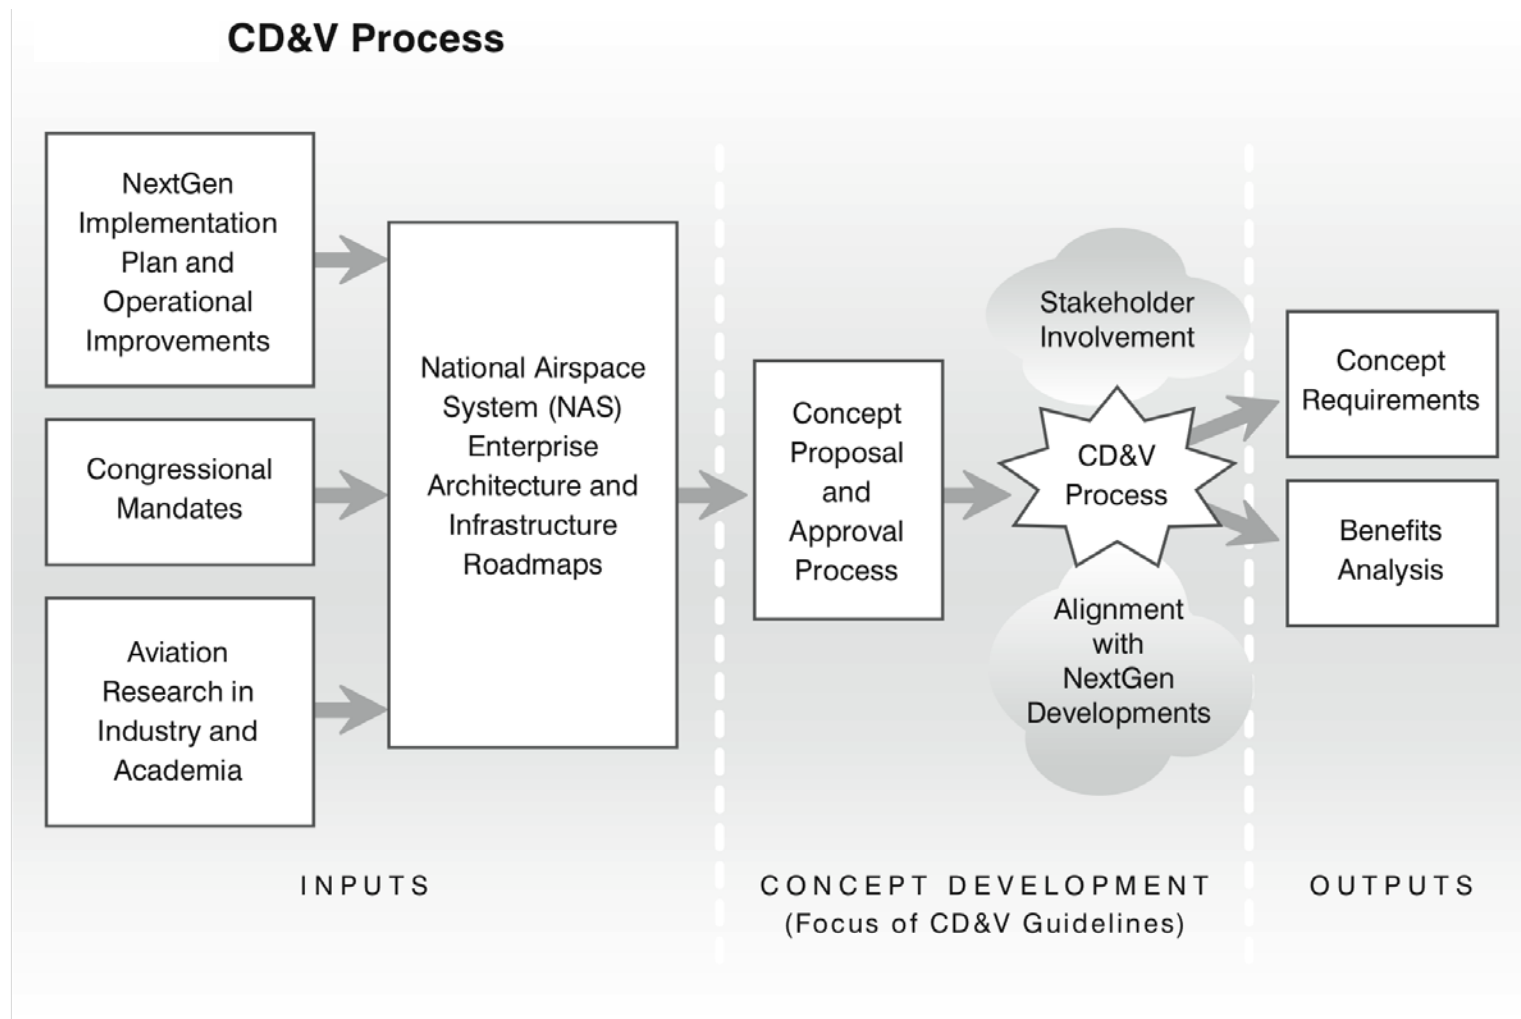 CD&V Process
NextGen
Implementation
Plan and
Operational
Improvements
Congressional
Mandates
Aviation
Research in
Industry and
Academia
National Airspace
System (NAS)
Enterprise
Architecture and
Infrastructure
Roadmaps
Concept
Proposal
and
Approval
Process
Stakeholder
Involvement
CD&V
Process
Alignment
with
NextGen
Developments
Concept
Requirements
Benefits
Analysis
INPUTS
CONCEPT DEVELOPMENT
(Focus of CD&V Guidelines)
OUTPUTS